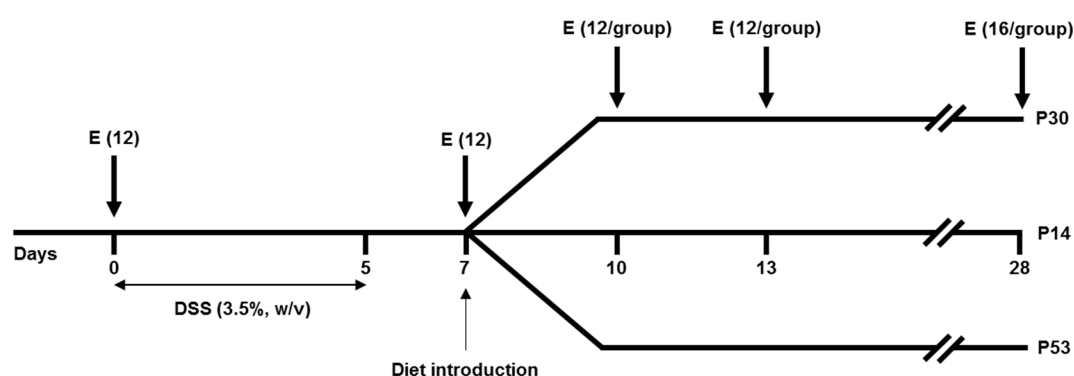 E (12/group) E (12/group) E (16/group)
P30
E (12) E (12)
Days P14
0 5 7 10 13 28
DSS (3.5%, w/v)
P53
Diet introduction